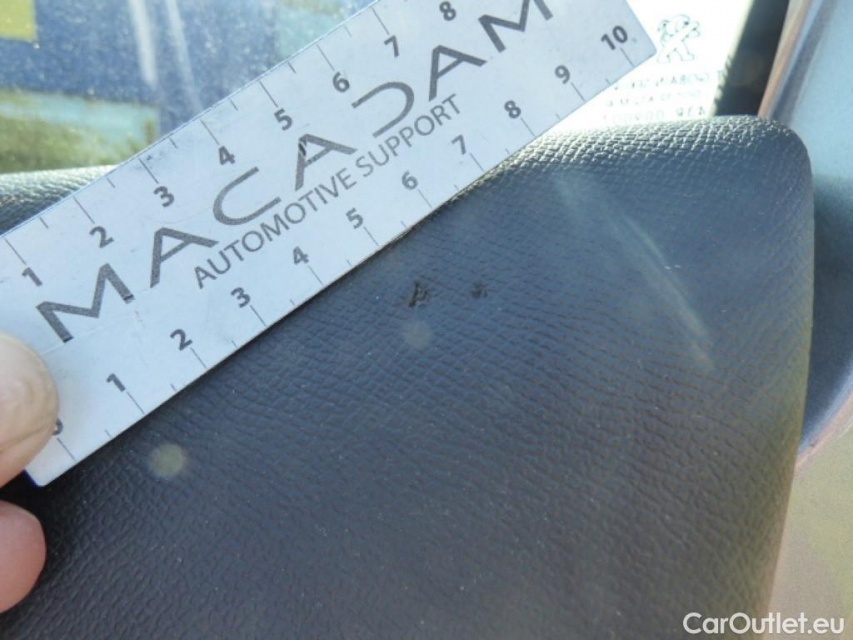 1 2 3 4 5 6 7 8
MACADAM
AUTOMOTIVE SUPPORT
1 2 3 4 5 6 7 8 9 10
CarOutlet.eu